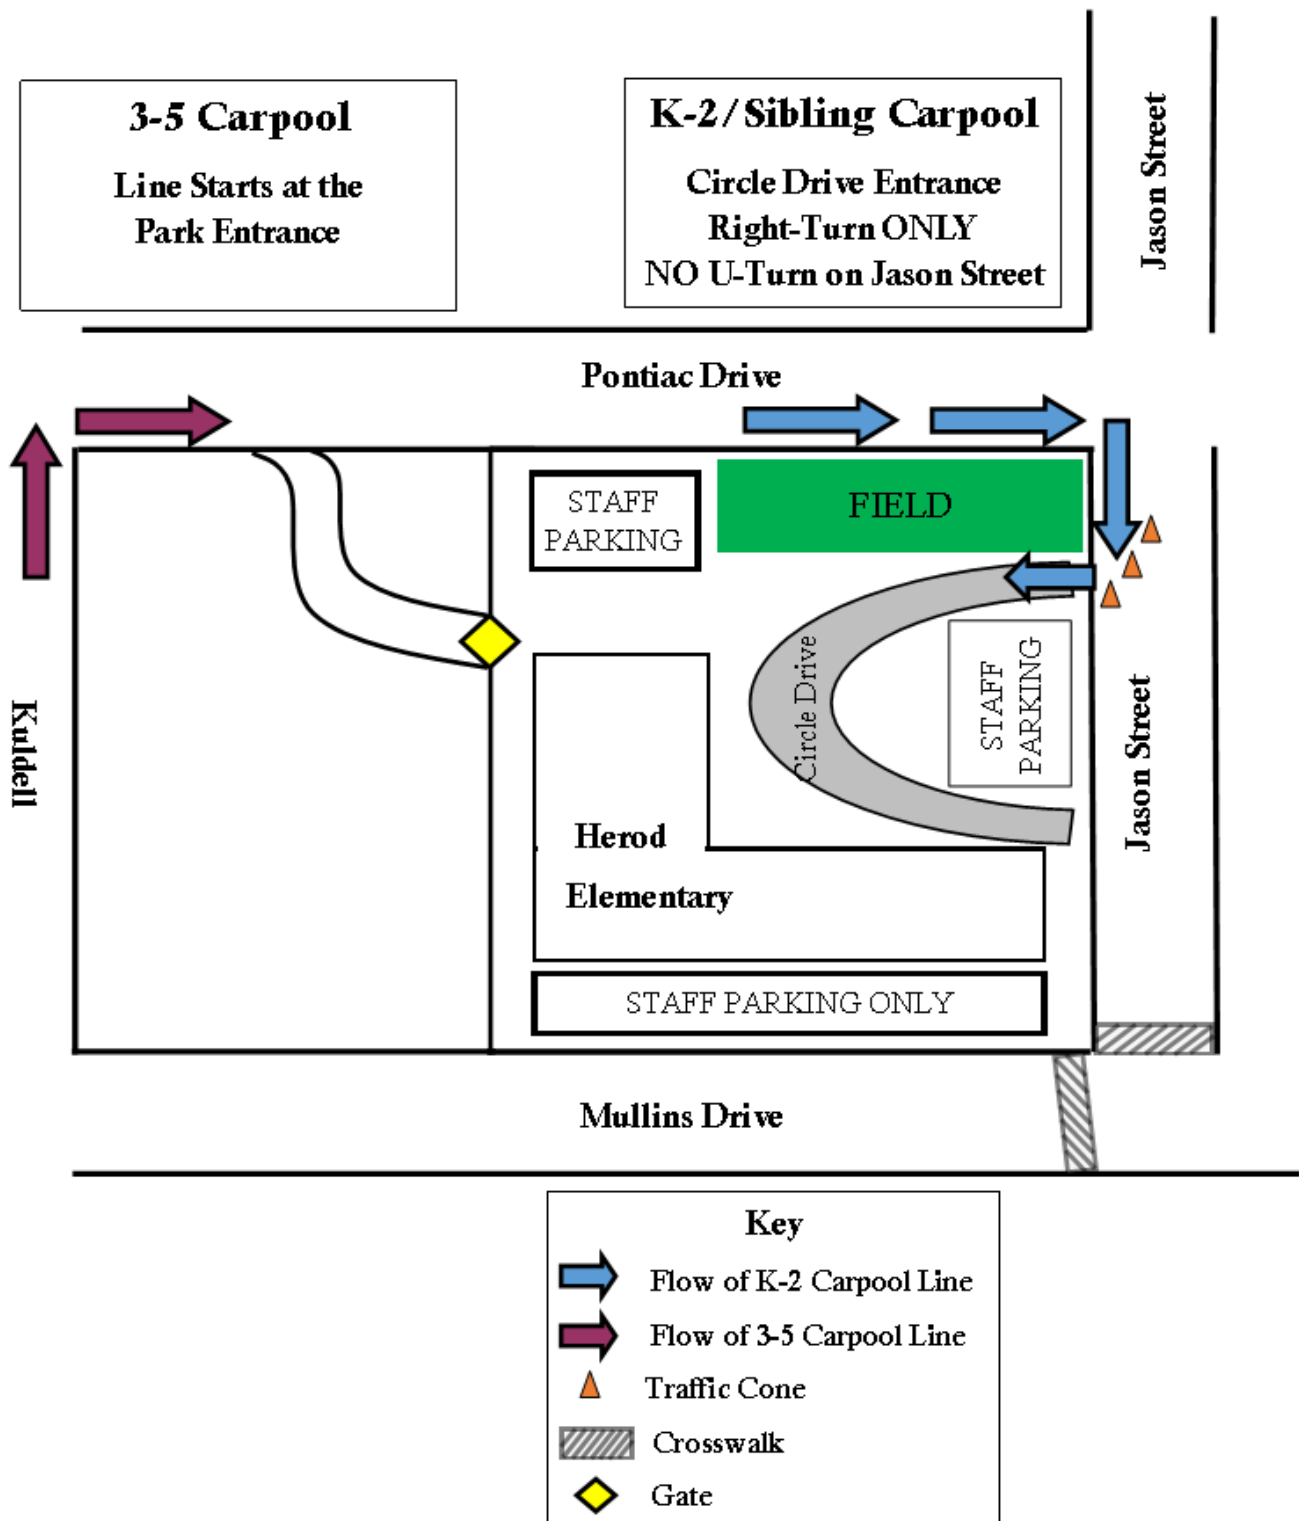 3-5 Carpool
Line Starts at the
Park Entrance
K-2/Sibling Carpool
Circle Drive Entrance
Right-Turn ONLY
NO U-Turn on Jason Street
Jason Street
Pontiac Drive
STAFF
PARKING
FIELD
Circle Drive
STAFF
PARKING
Kuldell
Jason Street
Herod
Elementary
STAFF PARKING ONLY
Mullins Drive
Key
Flow of K-2 Carpool Line
Flow of 3-5 Carpool Line
Traffic Cone
Crosswalk
Gate